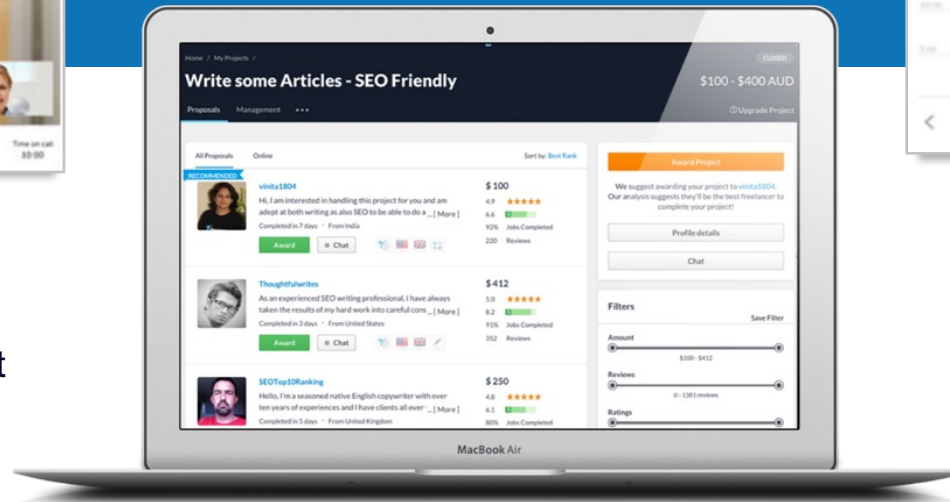 Home / My Projects /
CLOSED
Write some Articles - SEO Friendly
$100 - $400 AUD
Proposals Management •••
Upgrade Project
Time on call
10:00
All Proposals Online Sort by: Best Rank
RECOMMENDED
vinita1804
$ 100
Hi, I am interested in handling this project for you and am
4.9
adept at both writing as also SEO to be able to do a ... [ More ]
6.6
Completed in 7 days • From India
92% Jobs Completed
220 Reviews
Award Chat
Thoughtfulwrites
$ 412
As an experienced SEO writing professional, I have always
5.0
taken the results of my hard work into careful cons ... [ More ]
8.2
Completed in 3 days • From United States
91% Jobs Completed
352 Reviews
Award Chat
SEOTop10Ranking
$ 250
Hello, I'm a seasoned native English copywriter with over
4.8
ten years of experiences and I have clients all over ... [ More ]
6.1
Completed in 5 days • From United Kingdom
80% Jobs Completed
Award Project
We suggest awarding your project to vinita1804.
Our analysis suggests they'll be the best freelancer to
complete your project!
Profile details
Chat
Filters
Save Filter
Amount
$100 - $412
Reviews
0 - 1381 reviews
Ratings
MacBook Air